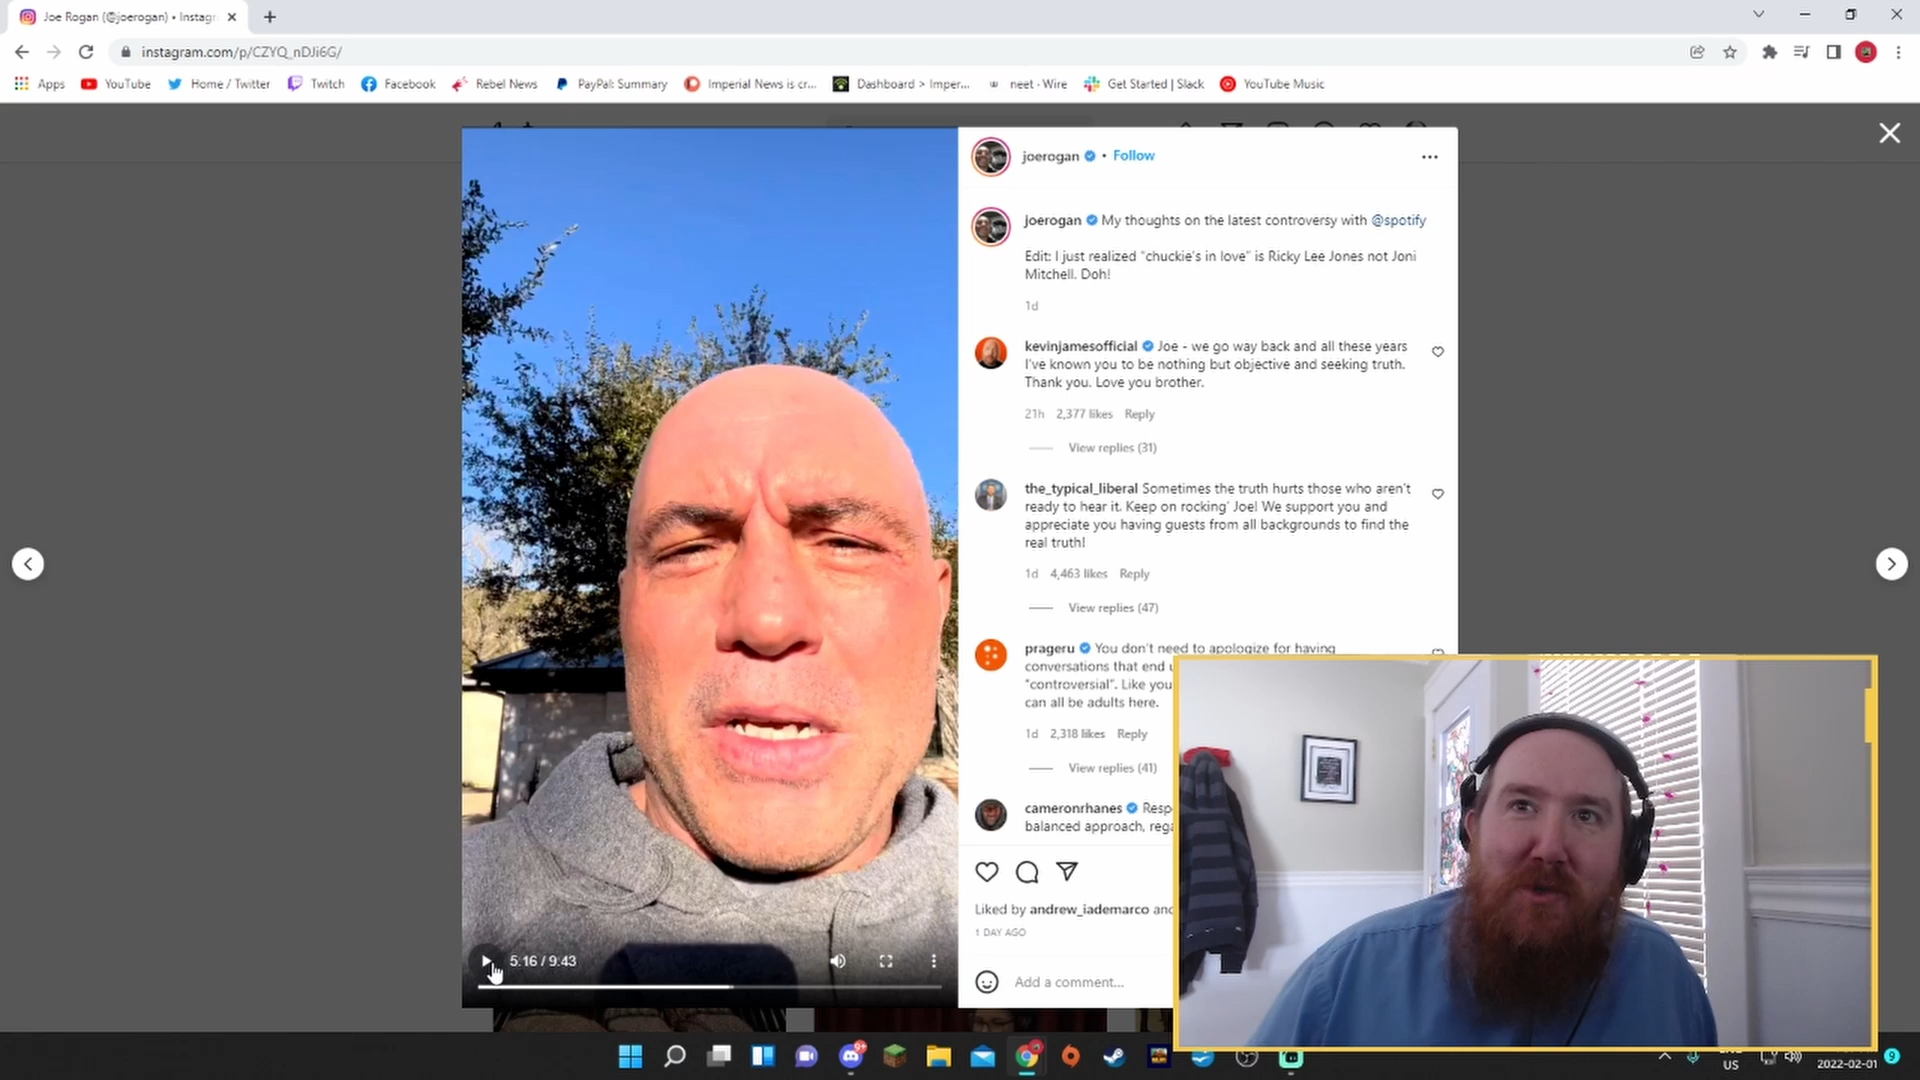 Joe Rogan (@joerogan) • Instagr
instagram.com/p/CZYQ_nDJi6G/
Apps
YouTube
Home / Twitter
Twitch
Facebook
Rebel News
PayPal: Summary
Imperial News is cr...
Dashboard > Imper...
neet - Wire
Get Started | Slack
YouTube Music
joerogan • Follow
joerogan My thoughts on the latest controversy with @spotify
Edit: I just realized "chuckie's in love" is Ricky Lee Jones not Joni
Mitchell. Doh!
1d
kevinjamesofficial Joe - we go way back and all these years
I've known you to be nothing but objective and seeking truth.
Thank you. Love you brother.
21h 2,377 likes Reply
View replies (31)
the_typical_liberal Sometimes the truth hurts those who aren't
ready to hear it. Keep on rocking' Joe! We support you and
appreciate you having guests from all backgrounds to find the
real truth!
1d 4,463 likes Reply
View replies (47)
prageru You don't need to apologize for having
conversations that end
"controversial". Like you
can all be adults here.
1d 2,318 likes Reply
View replies (41)
cameronrhanes
balanced approach,
Liked by andrew_iademarco
1 DAY AGO
Add a comment...
5:16 / 9:43
9+
US
2022-02-01
9